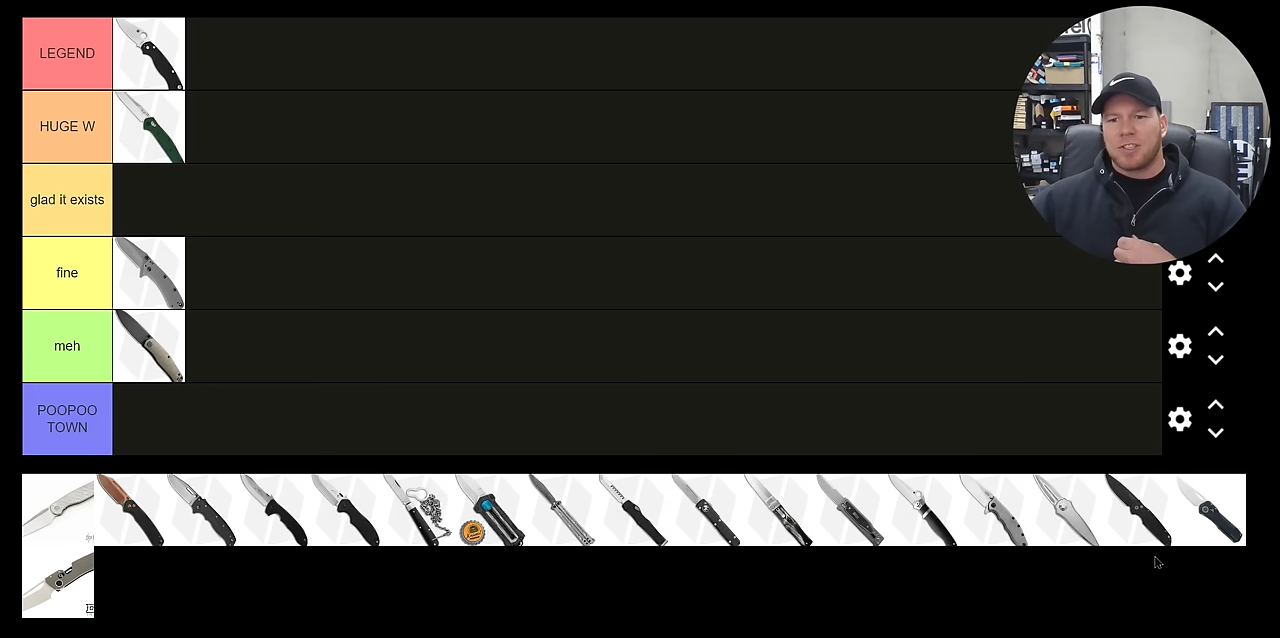 LEGEND
HUGE W
glad it exists
fine
meh
POOPOO
TOWN